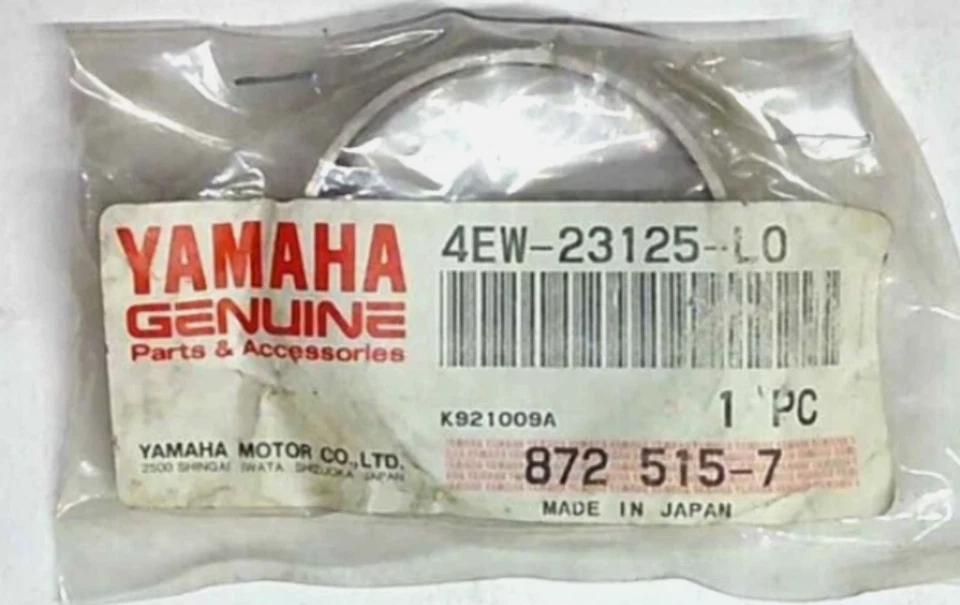 YAMAHA
GENUINE
Parts & Accessories
4EW-23125-L0
K921009A
1 PC
YAMAHA MOTOR CO.,LTD.
2500 SHINGAI IWATA SHIZUOKA JAPAN
872 515-7
MADE IN JAPAN